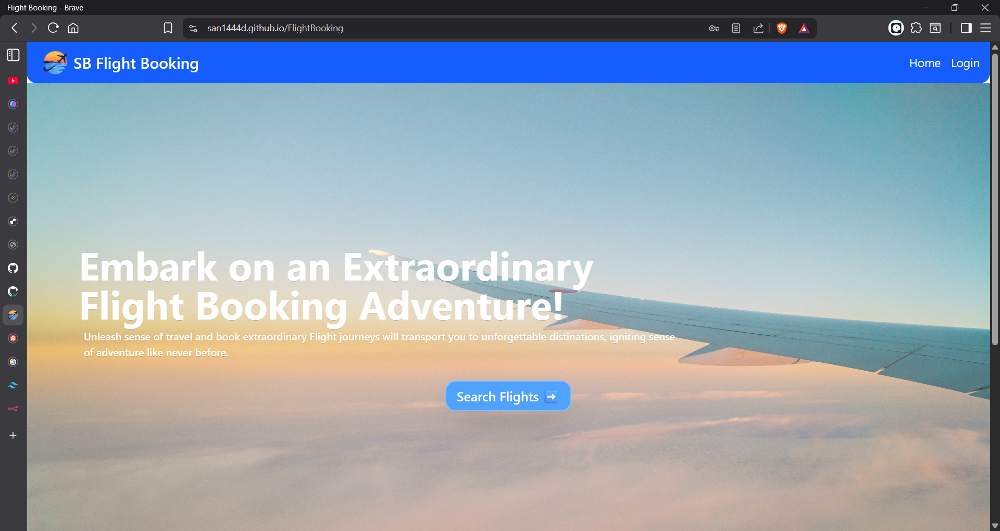 Flight Booking - Brave
san1444d.github.io/FlightBooking
SB Flight Booking
Home Login
Embark on an Extraordinary
Flight Booking Adventure!
Unleash sense of travel and book extraordinary Flight journeys will transport you to unforgettable distinations, igniting sense
of adventure like never before.
Search Flights ➡️